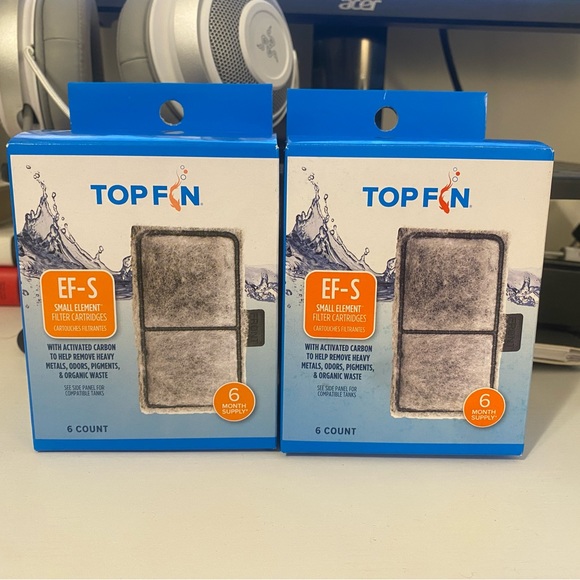 acer
TOP FIN
EF-S
SMALL ELEMENT™
FILTER CARTRIDGES
CARTOUCHES FILTRANTES
WITH ACTIVATED CARBON
TO HELP REMOVE HEAVY
METALS, ODORS, PIGMENTS,
& ORGANIC WASTE
SEE SIDE PANEL FOR
COMPATIBLE TANKS
6
MONTH
SUPPLY*
6 COUNT
TOP FIN
EF-S
SMALL ELEMENT™
FILTER CARTRIDGES
CARTOUCHES FILTRANTES
WITH ACTIVATED CARBON
TO HELP REMOVE HEAVY
METALS, ODORS, PIGMENTS,
& ORGANIC WASTE
SEE SIDE PANEL FOR
COMPATIBLE TANKS
6
MONTH
SUPPLY*
6 COUNT